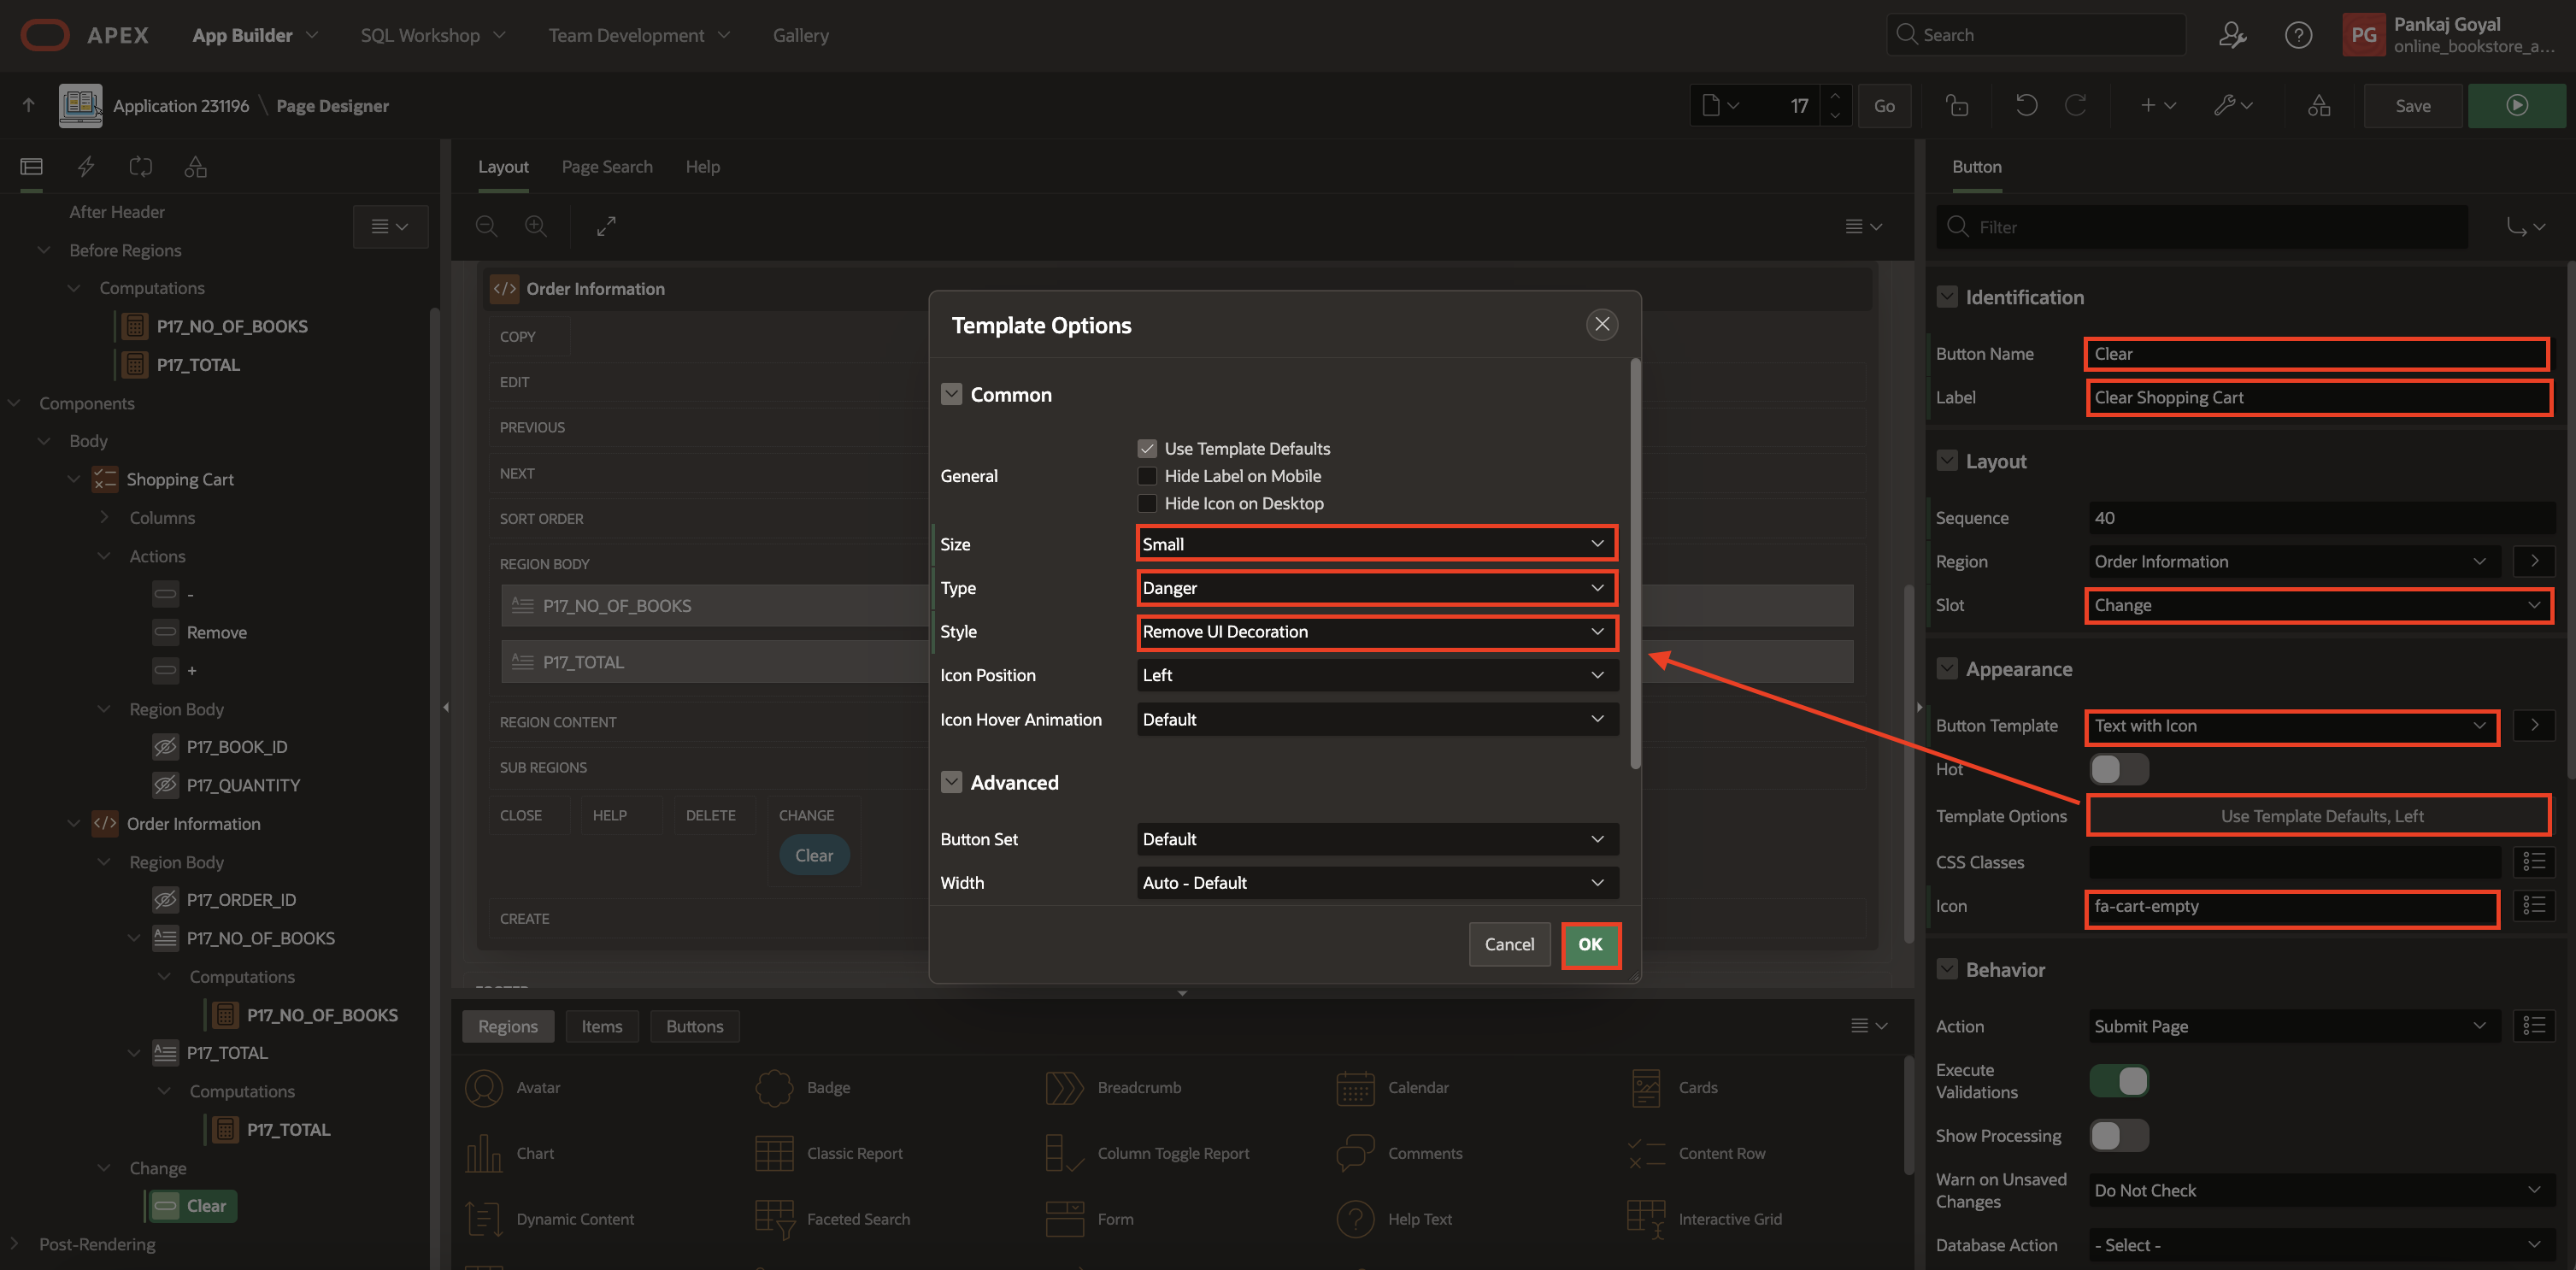 APEX
App Builder
SQL Workshop
Team Development
Gallery
Search
PG
Pankaj Goyal
online_bookstore_a...
Application 231196 \ Page Designer
17
Go
Save
After Header
Before Regions
Computations
P17_NO_OF_BOOKS
P17_TOTAL
Components
Body
Shopping Cart
Columns
Actions
-
Remove
+
Region Body
P17_BOOK_ID
P17_QUANTITY
Order Information
Region Body
P17_ORDER_ID
P17_NO_OF_BOOKS
Computations
P17_NO_OF_BOOKS
P17_TOTAL
Computations
P17_TOTAL
Change
Clear
Post-Rendering
Layout
Page Search
Help
Order Information
COPY
EDIT
PREVIOUS
NEXT
SORT ORDER
REGION BODY
P17_NO_OF_BOOKS
P17_TOTAL
REGION CONTENT
SUB REGIONS
CLOSE
HELP
DELETE
CHANGE
Clear
CREATE
Template Options
Common
General
Use Template Defaults
Hide Label on Mobile
Hide Icon on Desktop
Size
Small
Type
Danger
Style
Remove UI Decoration
Icon Position
Left
Icon Hover Animation
Default
Advanced
Button Set
Default
Width
Auto - Default
Cancel
OK
Regions
Items
Buttons
Avatar
Badge
Breadcrumb
Calendar
Cards
Chart
Classic Report
Column Toggle Report
Comments
Content Row
Dynamic Content
Faceted Search
Form
Help Text
Interactive Grid
Button
Filter
Identification
Button Name
Clear
Label
Clear Shopping Cart
Layout
Sequence
40
Region
Order Information
Slot
Change
Appearance
Button Template
Text with Icon
Hot
Template Options
Use Template Defaults, Left
CSS Classes
Icon
fa-cart-empty
Behavior
Action
Submit Page
Execute
Validations
Show Processing
Warn on Unsaved
Changes
Do Not Check
Database Action
- Select -